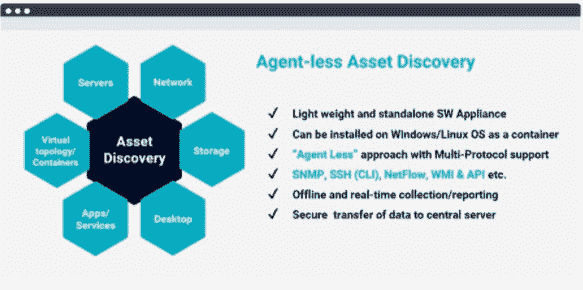 Agent-less Asset Discovery
Servers
Network
Virtual
topology/
Containers
Asset
Discovery
Storage
Apps/
Services
Desktop
✓ Light weight and standalone SW Appliance
✓ Can be installed on Windows/Linux OS as a container
✓ "Agent Less" approach with Multi-Protocol support
✓ SNMP, SSH (CLI), NetFlow, WMI & API etc.
✓ Offline and real-time collection/reporting
✓ Secure transfer of data to central server